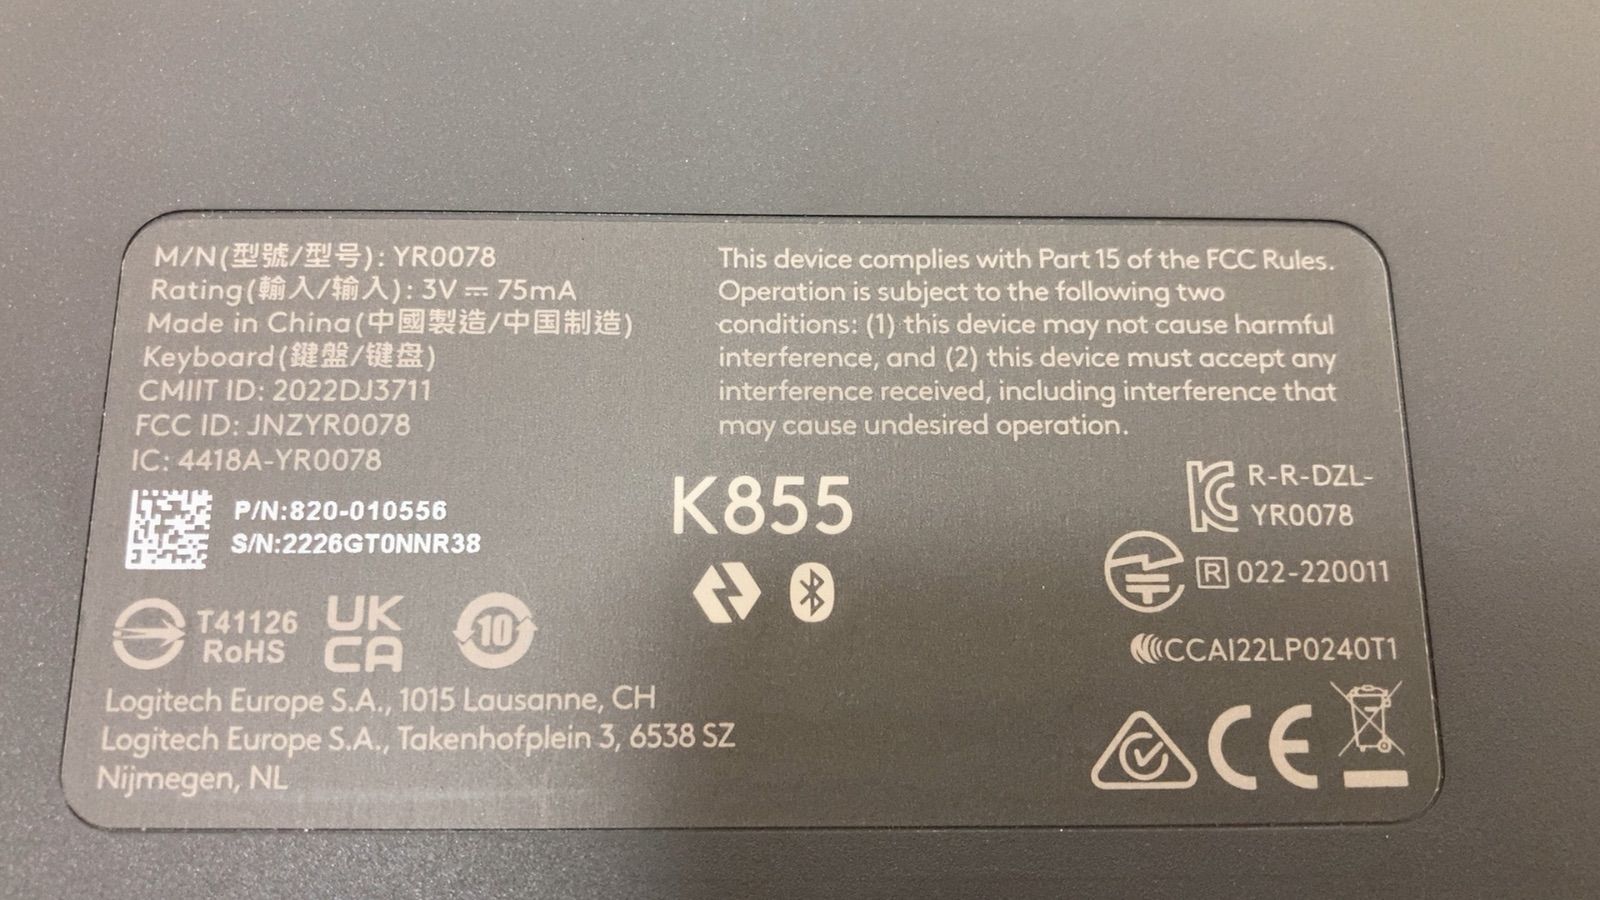 M/N(型號/型号): YR0078
Rating(輸入/输入): 3V ⎓ 75mA
Made in China(中國製造/中国制造)
Keyboard(鍵盤/键盘)
CMIIT ID: 2022DJ3711
FCC ID: JNZYR0078
IC: 4418A-YR0078
P/N:820-010556
S/N:2226GT0NNR38
T41126
RoHS
UK
CA
10
Logitech Europe S.A., 1015 Lausanne, CH
Logitech Europe S.A., Takenhofplein 3, 6538 SZ
Nijmegen, NL
This device complies with Part 15 of the FCC Rules.
Operation is subject to the following two
conditions: (1) this device may not cause harmful
interference, and (2) this device must accept any
interference received, including interference that
may cause undesired operation.
K855
R-R-DZL-
YR0078
R 022-220011
CCAI22LP0240T1
CE